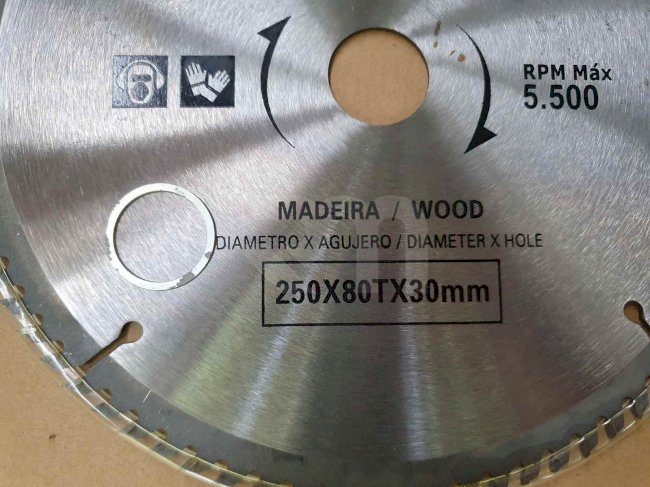 RPM Máx
5.500
MADEIRA / WOOD
DIAMETRO X AGUJERO / DIAMETER X HOLE
250X80TX30mm